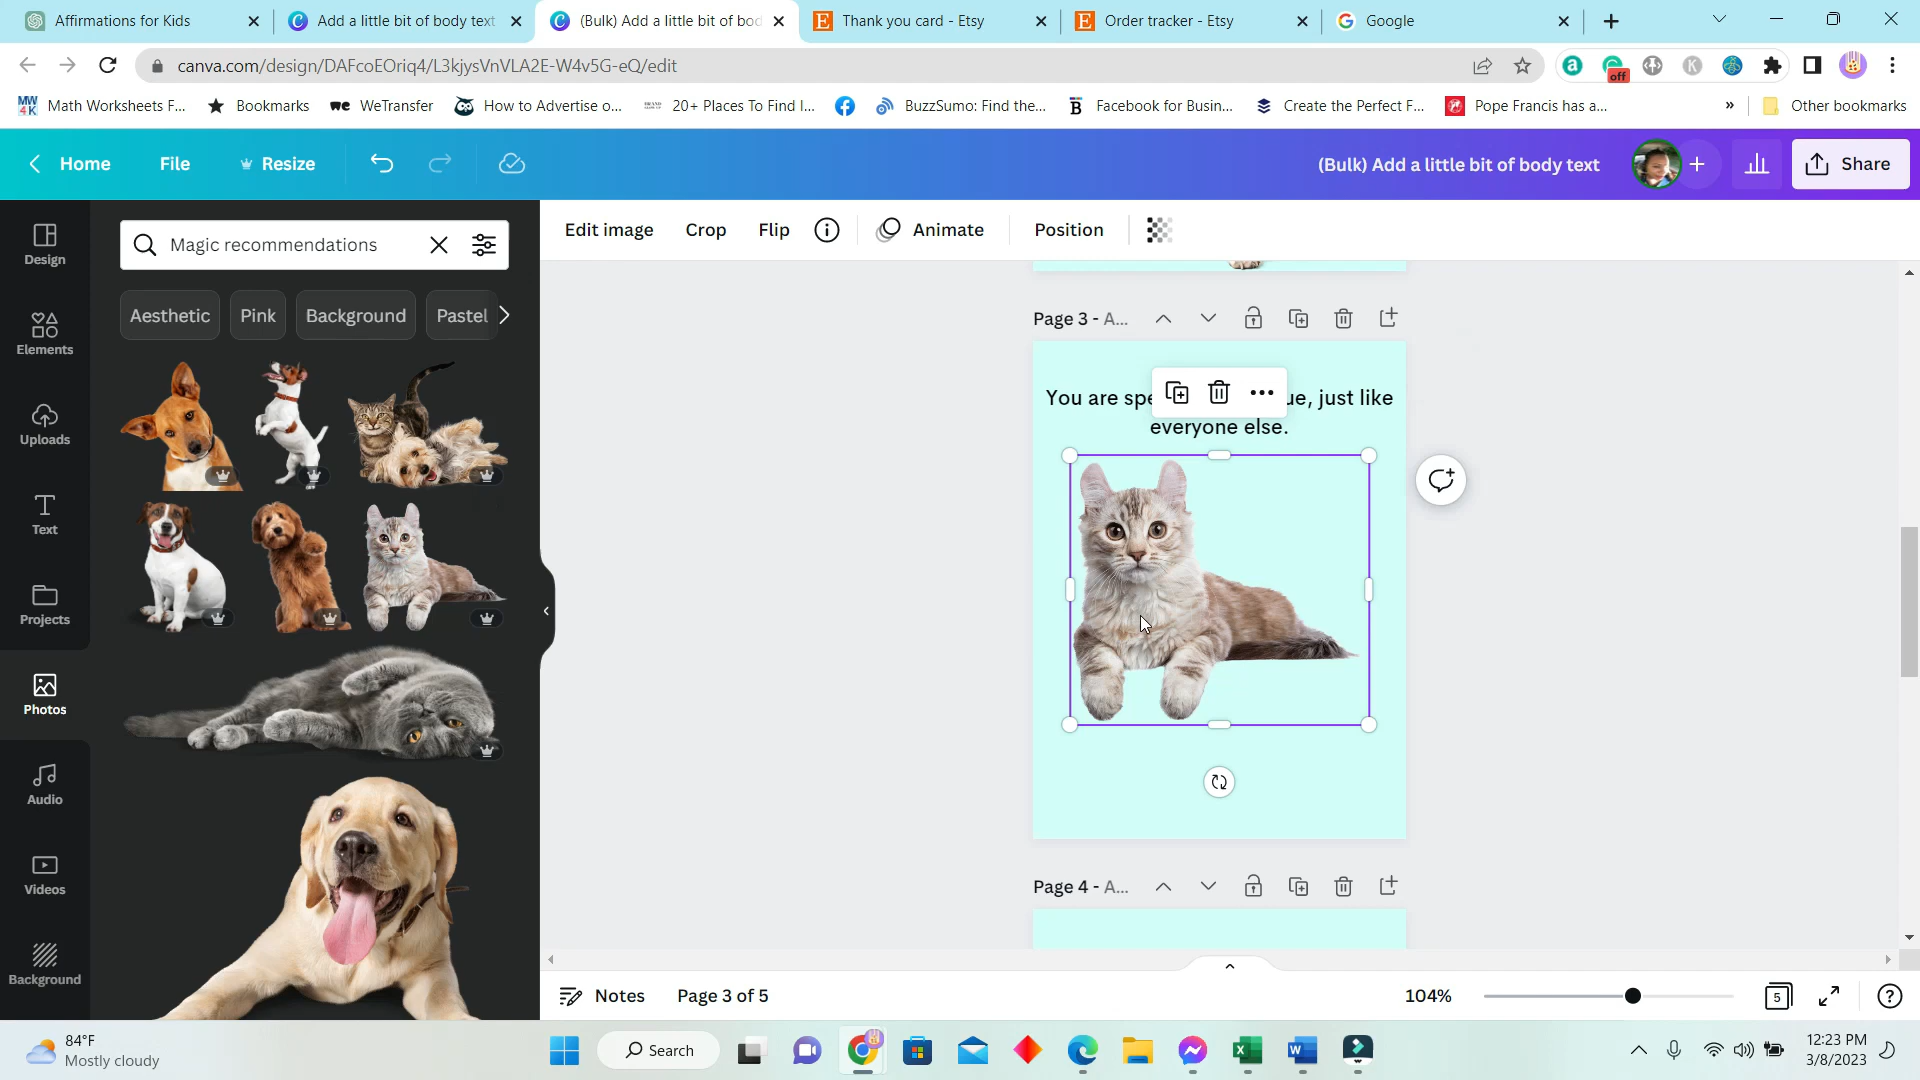 Affirmations for Kids
Add a little bit of body text
(Bulk) Add a little bit of bod
Thank you card - Etsy
Order tracker - Etsy
Google
canva.com/design/DAFcoEOriq4/L3kjysVnVLA2E-W4v5G-eQ/edit
off
Math Worksheets F...
Bookmarks
WeTransfer
How to Advertise o...
20+ Places To Find I...
BuzzSumo: Find the...
Facebook for Busin...
Create the Perfect F...
Pope Francis has a...
»
Other bookmarks
Home
File
Resize
(Bulk) Add a little bit of body text
Share
Design
Elements
Uploads
Text
Projects
Photos
Audio
Videos
Background
Magic recommendations
Aesthetic
Pink
Background
Pastel
Edit image
Crop
Flip
Animate
Position
Page 3 - A...
You are spe
ue, just like
everyone else.
Page 4 - A...
Notes
Page 3 of 5
104%
5
84°F
Mostly cloudy
Search
12:23 PM
3/8/2023